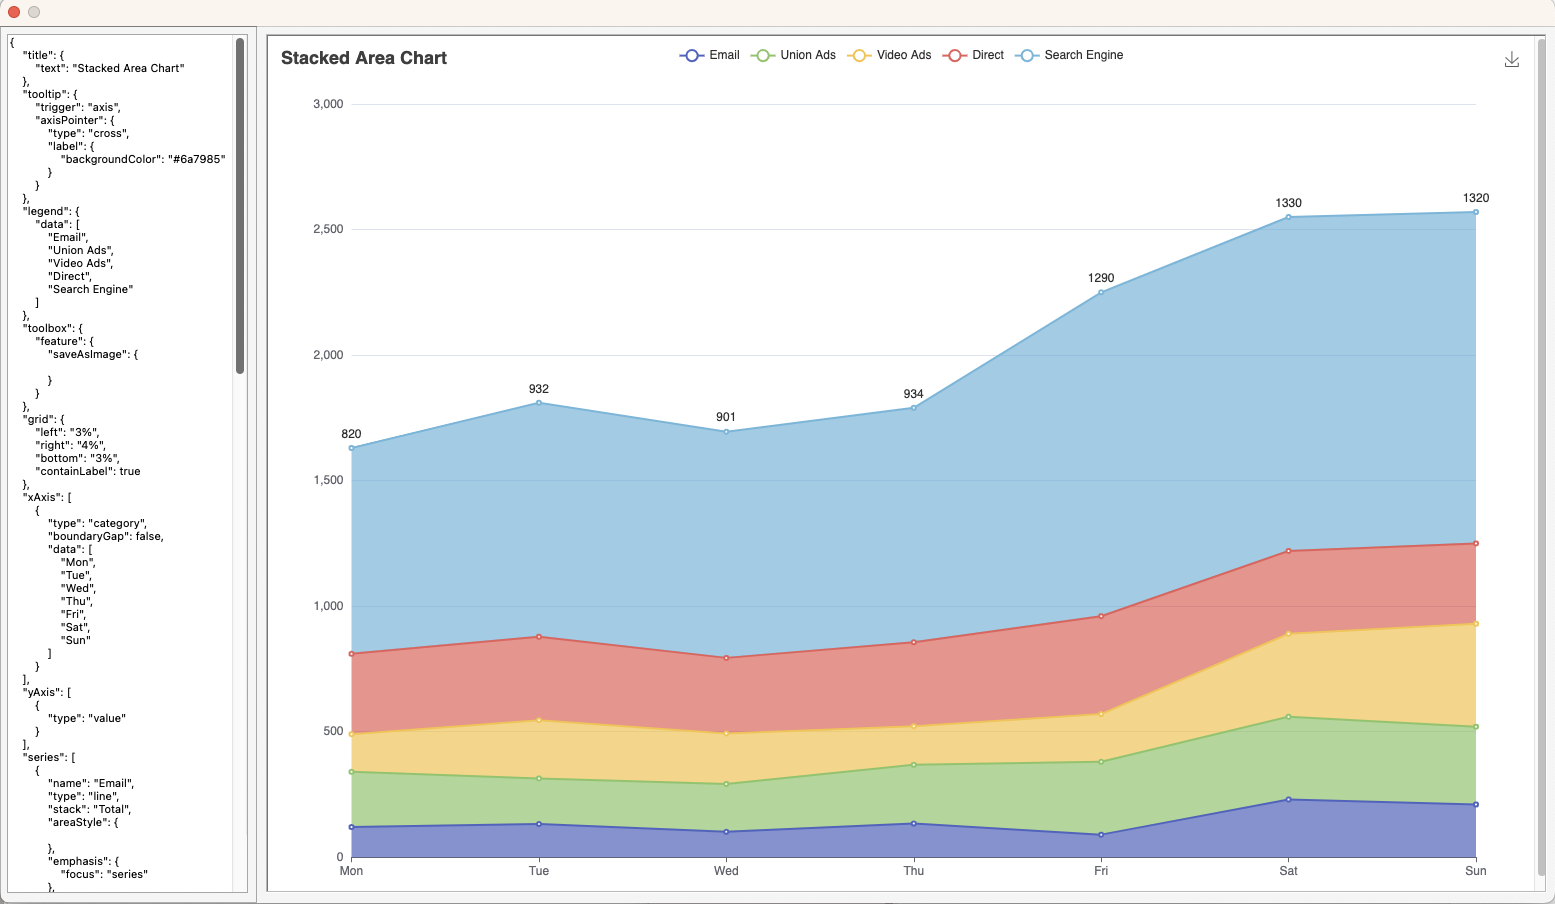 {
"title": {
"text": "Stacked Area Chart"
},
"tooltip": {
"trigger": "axis",
"axisPointer": {
"type": "cross",
"label": {
"backgroundColor": "#6a7985"
}
}
},
"legend": {
"data": [
"Email",
"Union Ads",
"Video Ads",
"Direct",
"Search Engine"
]
},
"toolbox": {
"feature": {
"saveAsImage": {
}
}
},
"grid": {
"left": "3%",
"right": "4%",
"bottom": "3%",
"containLabel": true
},
"xAxis": [
{
"type": "category",
"boundaryGap": false,
"data": [
"Mon",
"Tue",
"Wed",
"Thu",
"Fri",
"Sat",
"Sun"
]
}
],
"yAxis": [
{
"type": "value"
}
],
"series": [
{
"name": "Email",
"type": "line",
"stack": "Total",
"areaStyle": {
},
"emphasis": {
"focus": "series"
},
Stacked Area Chart
Email Union Ads Video Ads Direct Search Engine
3,000
1320
1330
2,500
1290
2,000
932
934
901
820
1,500
1,000
500
0
Mon Tue Wed Thu Fri Sat Sun